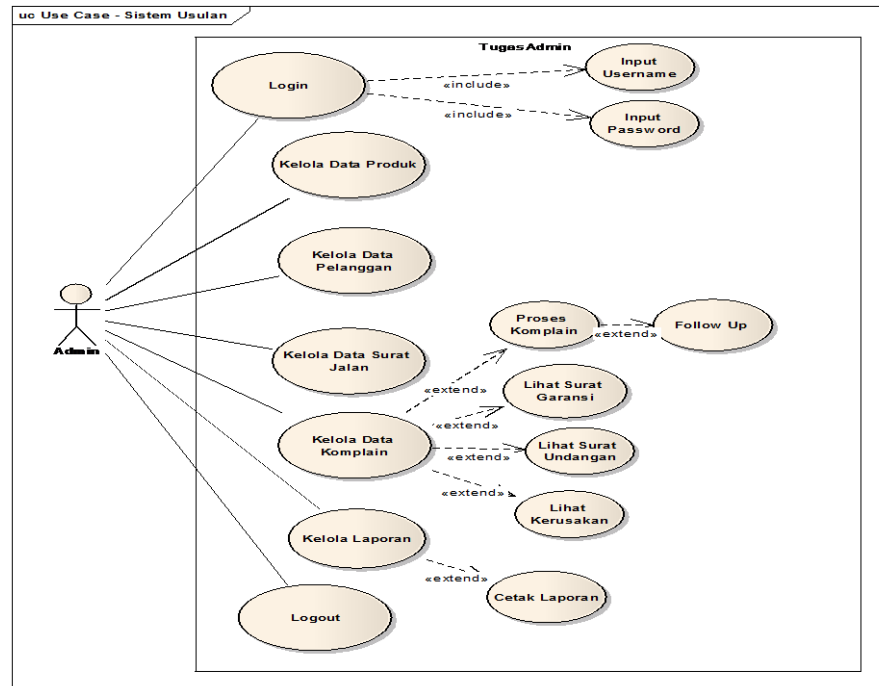 uc Use Case - Sistem Usulan
TugasAdmin
Login
«include»
Input
Username
«include»
Input
Password
Kelola Data Produk
Kelola Data
Pelanggan
Admin
Kelola Data Surat
Jalan
Proses
Komplain
«extend»
Follow Up
«extend»
Lihat Surat
Garansi
«extend»
Kelola Data
Komplain
«extend»
Lihat Surat
Undangan
«extend»
Lihat
Kerusakan
Kelola Laporan
«extend»
Cetak Laporan
Logout